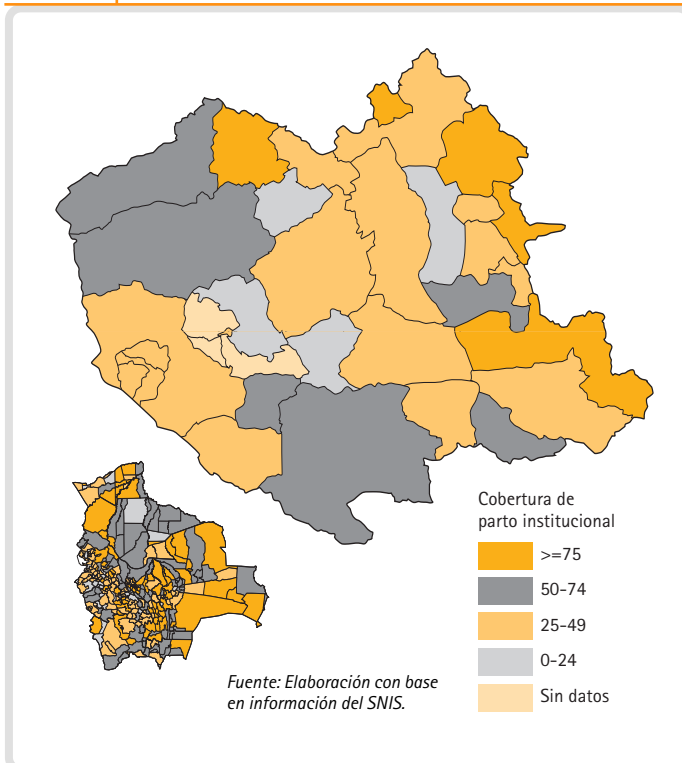 Cobertura de
parto institucional
>=75
50-74
25-49
0-24
Sin datos
Fuente: Elaboración con base
en información del SNIS.